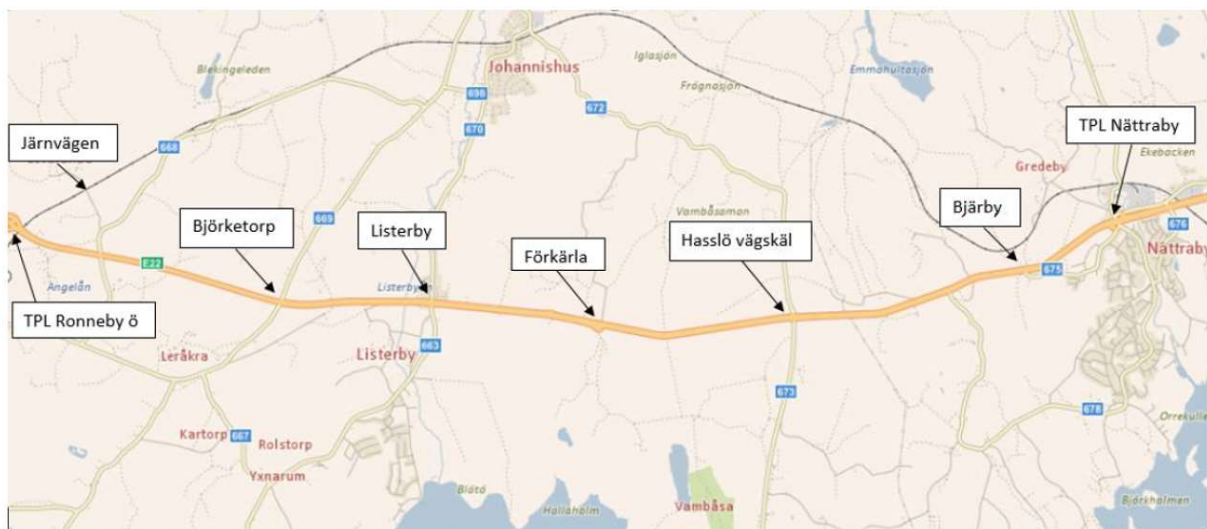 Johannishus
Iglasjön
Blekingeleden
Frögnasjön
Emmahultasjön
698
670
672
TPL Nättraby
Ekebacken
Järnvägen
668
Gredeby
Björketorp
669
Listerby
Förkärla
Vambåsamon
Hasslö vägskäl
Bjärby
676
Nättraby
E22
675
Angelån
TPL Ronneby ö
Leråkra
Listerby
663
673
678
Kartorp
667
Rolstorp
Yxnarum
Blötö
Hallaholm
Vambåsa
Björkholmen